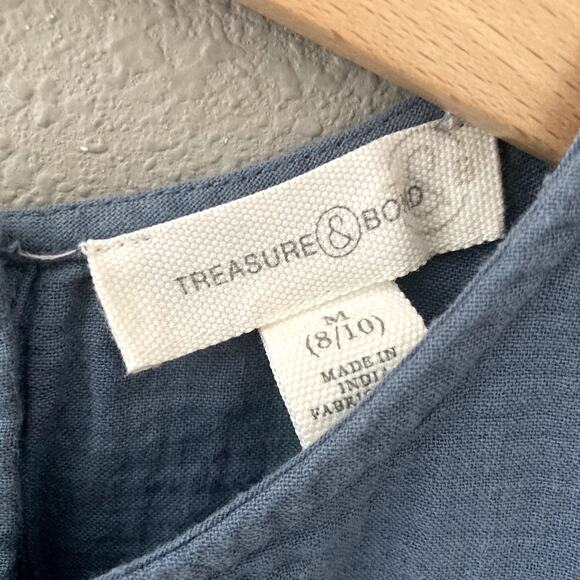 TREASURE & BOND
M
(8/10)
MADE IN
INDIA